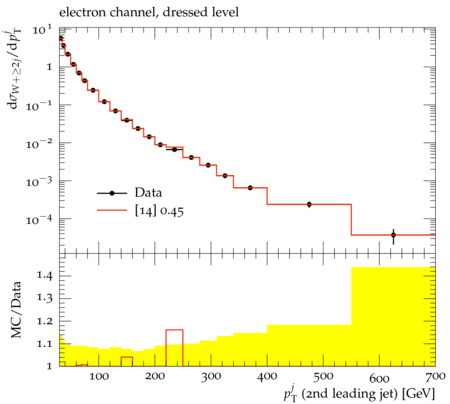 electron channel, dressed level
dσ_{W+≥2j}/dp_T^j
10^1
1
10^{-1}
10^{-2}
10^{-3}
10^{-4}
Data
[14] 0.45
MC/Data
1.4
1.3
1.2
1.1
1
100 200 300 400 500 600 700
p_T^j (2nd leading jet) [GeV]